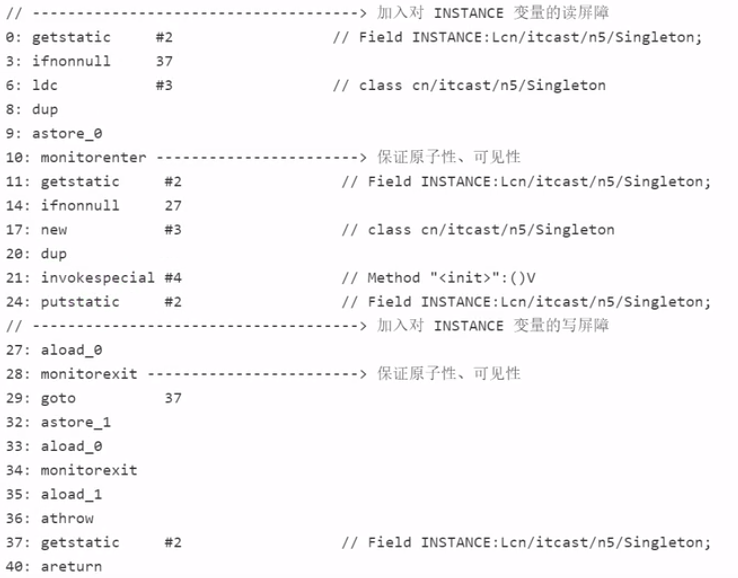 // -------------------------------------> 加入对 INSTANCE 变量的读屏障
0: getstatic #2 // Field INSTANCE:Lcn/itcast/n5/Singleton;
3: ifnonnull 37
6: ldc #3 // class cn/itcast/n5/Singleton
8: dup
9: astore_0
10: monitorenter -----------------------> 保证原子性、可见性
11: getstatic #2 // Field INSTANCE:Lcn/itcast/n5/Singleton;
14: ifnonnull 27
17: new #3 // class cn/itcast/n5/Singleton
20: dup
21: invokespecial #4 // Method "<init>":()V
24: putstatic #2 // Field INSTANCE:Lcn/itcast/n5/Singleton;
// -------------------------------------> 加入对 INSTANCE 变量的写屏障
27: aload_0
28: monitorexit ------------------------> 保证原子性、可见性
29: goto 37
32: astore_1
33: aload_0
34: monitorexit
35: aload_1
36: athrow
37: getstatic #2 // Field INSTANCE:Lcn/itcast/n5/Singleton;
40: areturn